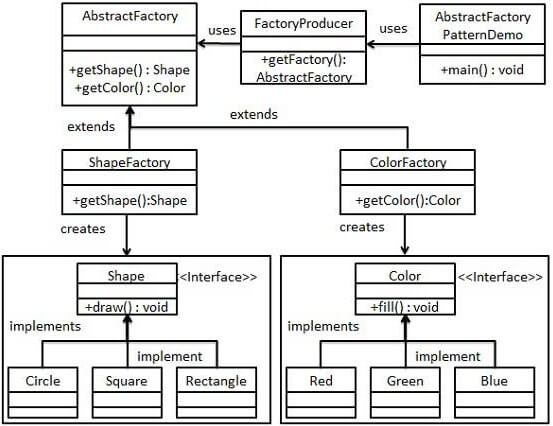 AbstractFactory
+getShape() : Shape
+getColor() : Color
uses
FactoryProducer
+getFactory():
AbstractFactory
uses
AbstractFactory
PatternDemo
+main() : void
extends
extends
ShapeFactory
+getShape():Shape
ColorFactory
+getColor():Color
creates
creates
Shape
<<Interface>>
+draw() : void
implements
implement
Circle
Square
Rectangle
Color
<<Interface>>
+fill() : void
implements
implement
Red
Green
Blue